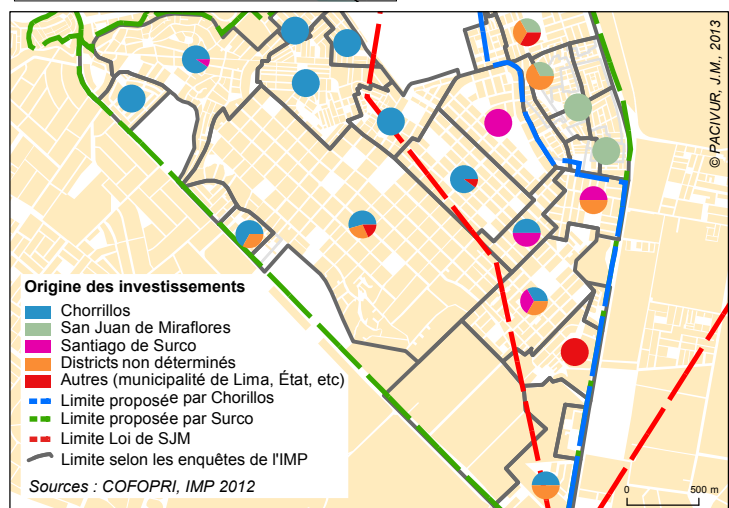 © PACIVUR, J.M., 2013
Origine des investissements
Chorrillos
San Juan de Miraflores
Santiago de Surco
Districts non déterminés
Autres (municipalité de Lima, État, etc)
Limite proposée par Chorillos
Limite proposée par Surco
Limite Loi de SJM
Limite selon les enquêtes de l'IMP
Sources : COFOPRI, IMP 2012
0 500 m